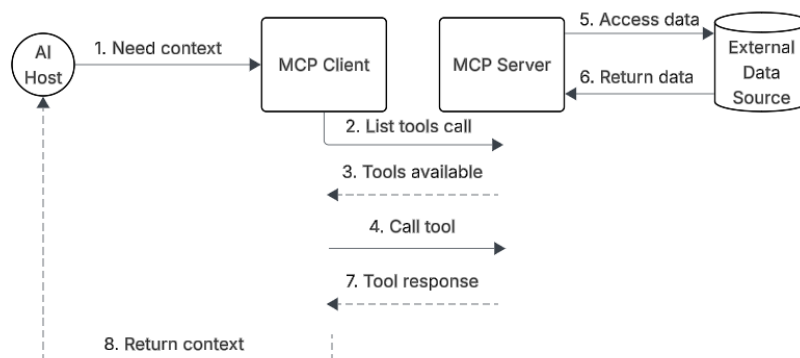 AI
Host
1. Need context
MCP Client
MCP Server
5. Access data
6. Return data
External
Data
Source
2. List tools call
3. Tools available
4. Call tool
7. Tool response
8. Return context